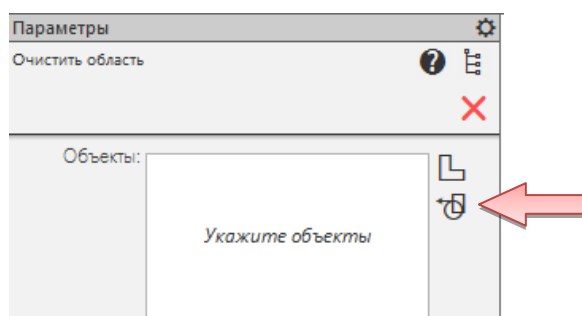 Параметры
Очистить область
Объекты:
Укажите объекты